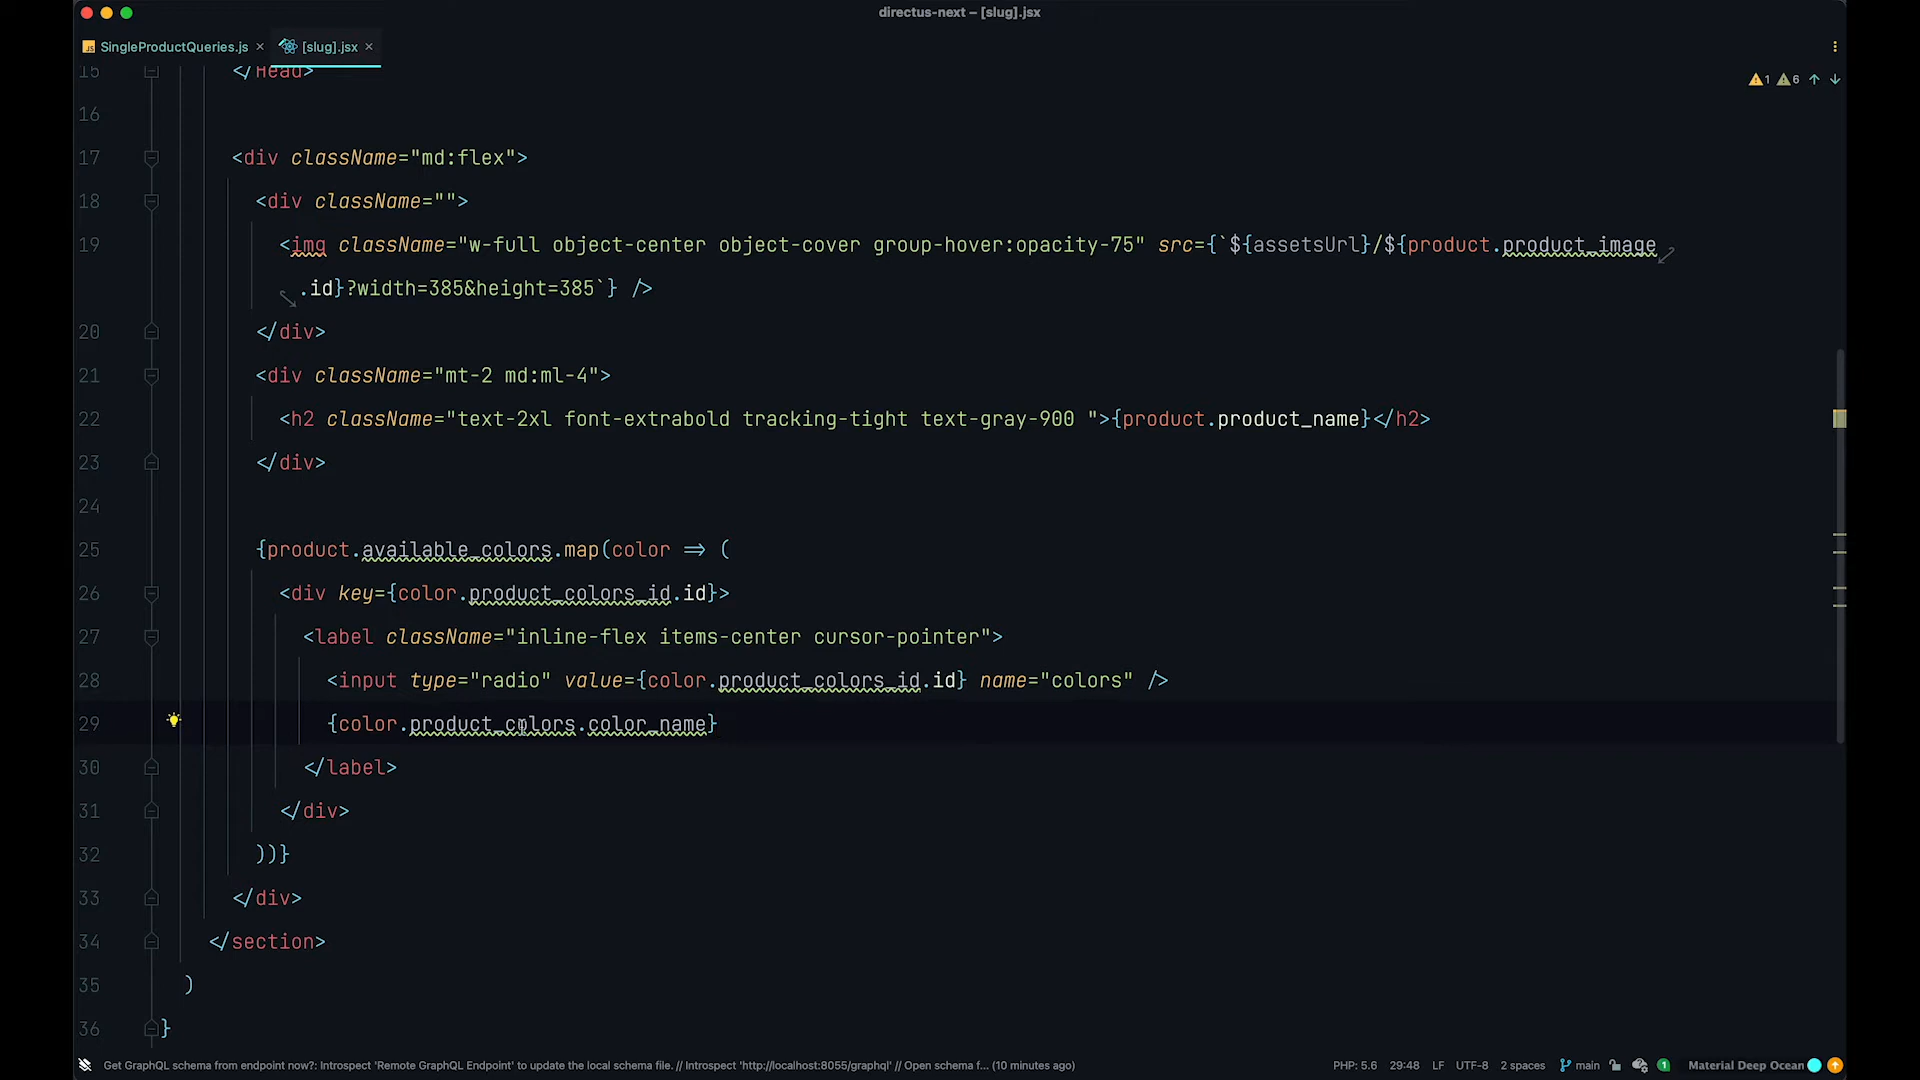 directus-next – [slug].jsx
JS SingleProductQueries.js × [slug].jsx ×
15 </Head>
1 6
16
17 <div className="md:flex">
18 <div className="">
19 <img className="w-full object-center object-cover group-hover:opacity-75" src={`${assetsUrl}/${product.product_image
.id}?width=385&height=385`} />
20 </div>
21 <div className="mt-2 md:ml-4">
22 <h2 className="text-2xl font-extrabold tracking-tight text-gray-900 ">{product.product_name}</h2>
23 </div>
24
25 {product.available_colors.map(color => (
26 <div key={color.product_colors_id.id}>
27 <label className="inline-flex items-center cursor-pointer">
28 <input type="radio" value={color.product_colors_id.id} name="colors" />
29 {color.product_colors.color_name}
30 </label>
31 </div>
32 ))}
33 </div>
34 </section>
35 )
36 }
Get GraphQL schema from endpoint now?: Introspect 'Remote GraphQL Endpoint' to update the local schema file. // Introspect 'http://localhost:8055/graphql' // Open schema f... (10 minutes ago) PHP: 5.6 29:48 LF UTF-8 2 spaces main 1 Material Deep Ocean